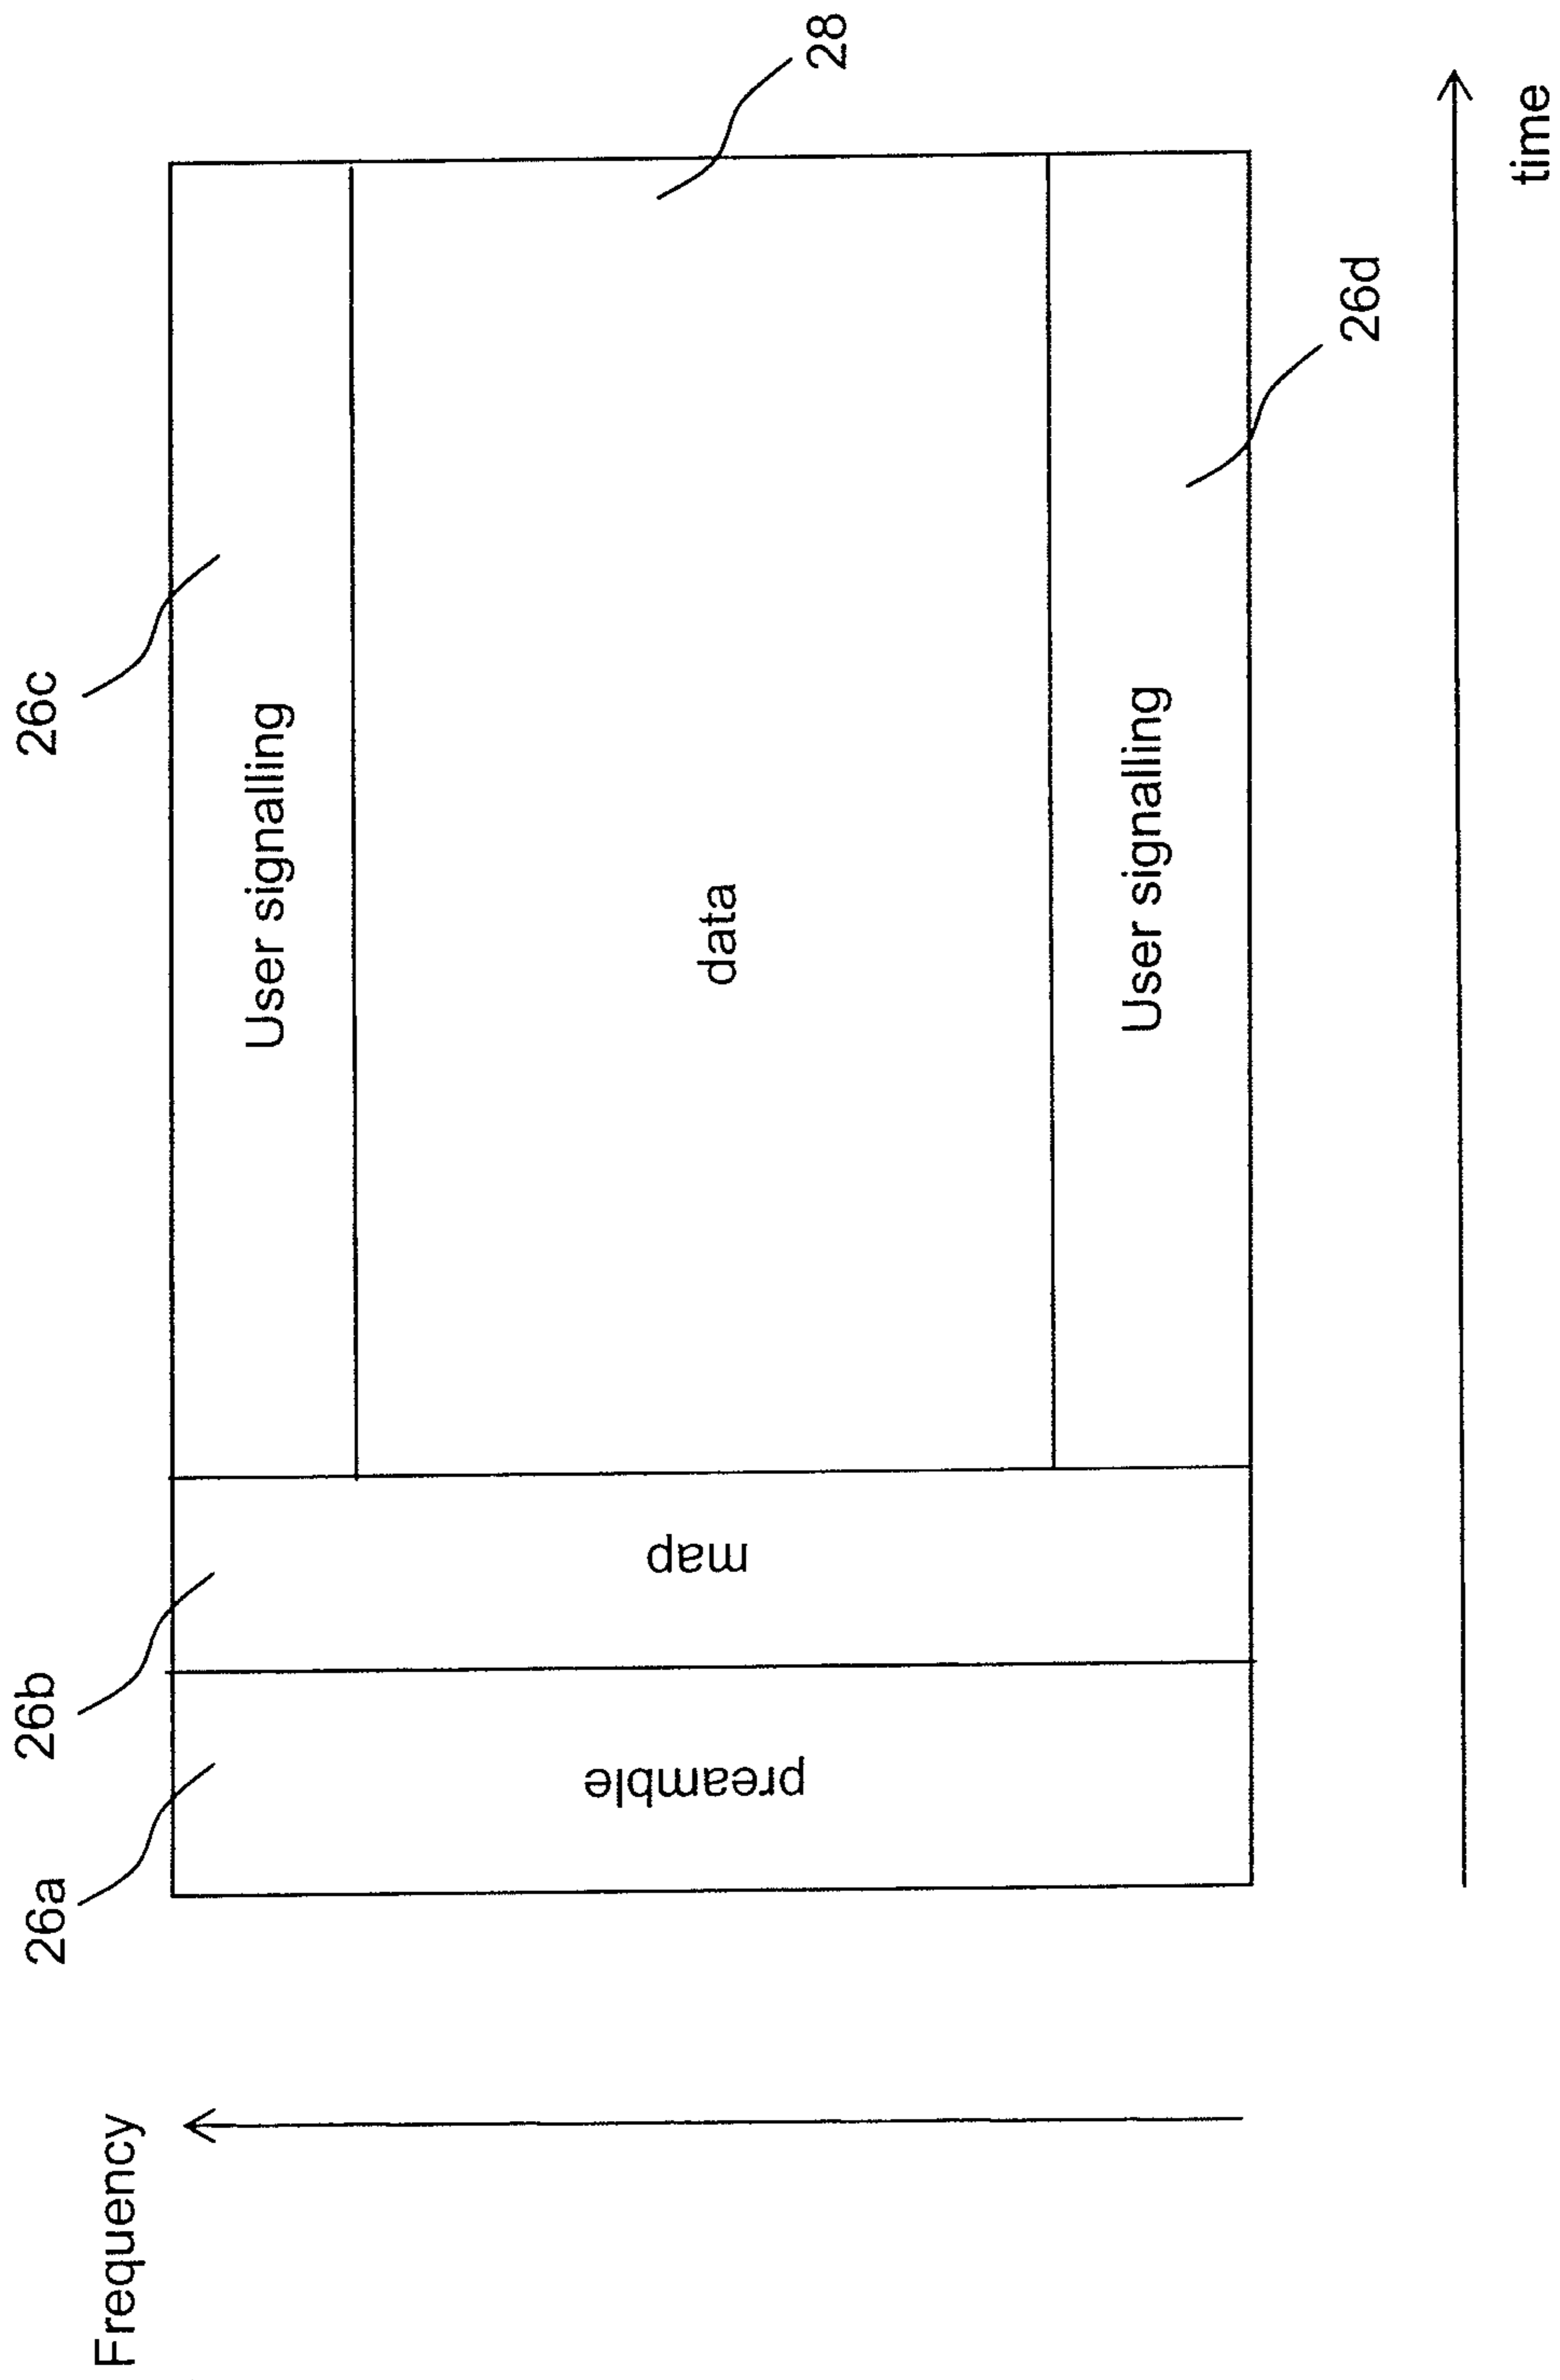 Frequency
26a
26b
26c
preamble
map
User signalling
data
User signalling
28
26d
time